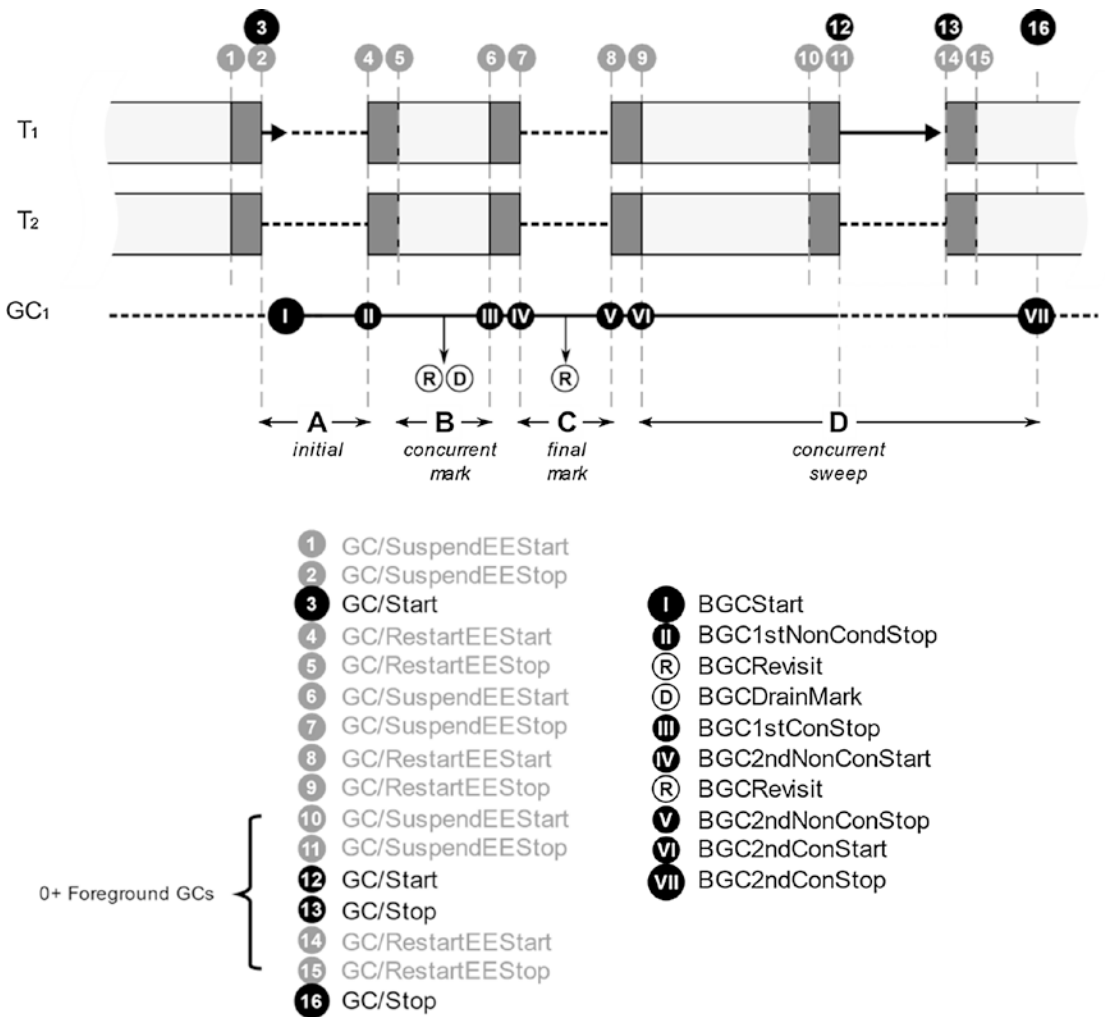 3 12 13 16
1 2 4 5 6 7 8 9 10 11 14 15
T1
T2
GC1
I II III IV V VI VII
R D R
A B C D
initial concurrent final concurrent
mark mark sweep
1 GC/SuspendEEStart
2 GC/SuspendEEStop
3 GC/Start
4 GC/RestartEEStart
5 GC/RestartEEStop
6 GC/SuspendEEStart
7 GC/SuspendEEStop
8 GC/RestartEEStart
9 GC/RestartEEStop
10 GC/SuspendEEStart
11 GC/SuspendEEStop
12 GC/Start
13 GC/Stop
14 GC/RestartEEStart
15 GC/RestartEEStop
16 GC/Stop
0+ Foreground GCs
I BGCStart
II BGC1stNonCondStop
R BGCRevisit
D BGCDrainMark
III BGC1stConStop
IV BGC2ndNonConStart
R BGCRevisit
V BGC2ndNonConStop
VI BGC2ndConStart
VII BGC2ndConStop